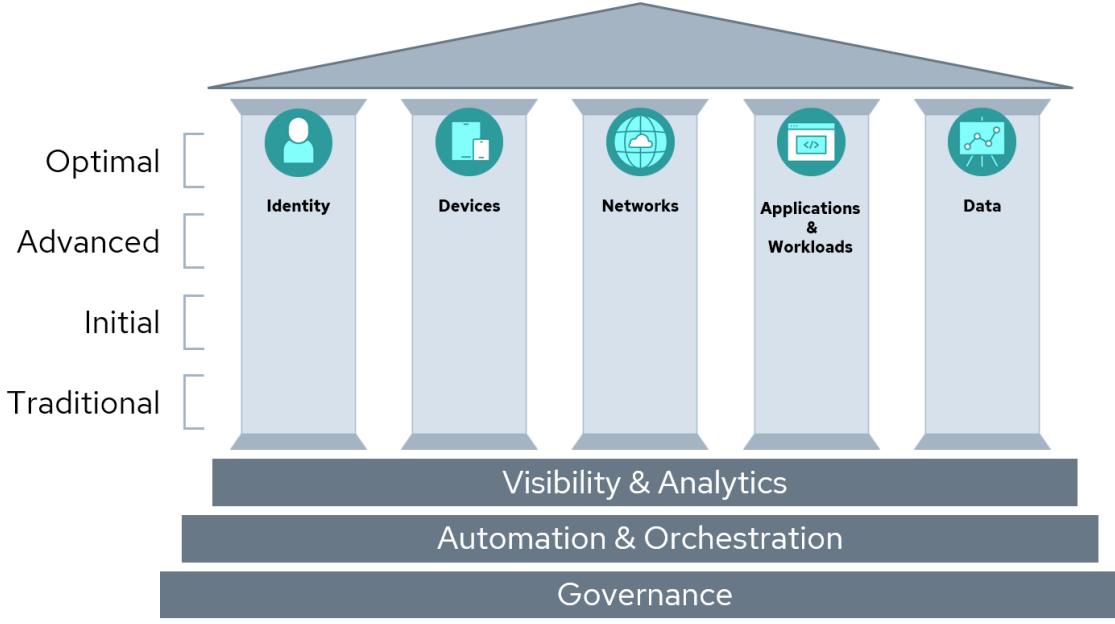 Optimal
Advanced
Initial
Traditional
Identity
Devices
Networks
Applications
&
Workloads
</>
Data
Visibility & Analytics
Automation & Orchestration
Governance